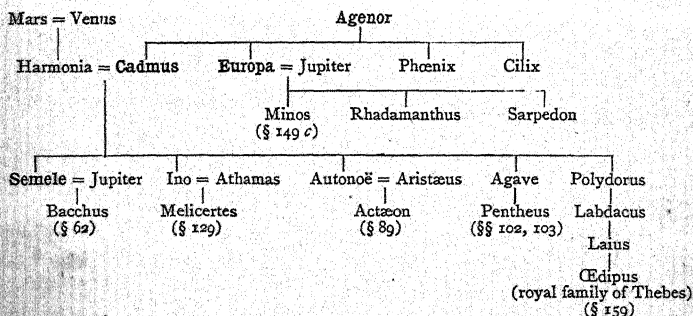 Mars = Venus Agenor
Harmonia = Cadmus Europa = Jupiter Phœnix Cilix
Minos Rhadamanthus Sarpedon
(§ 149 c)
Semele = Jupiter Ino = Athamas Autonoë = Aristæus Agave Polydorus
Bacchus Melicertes Actæon Pentheus Labdacus
(§ 62) (§ 129) (§ 89) (§§ 102, 103)
Laius
Œdipus
(royal family of Thebes)
(§ 159)